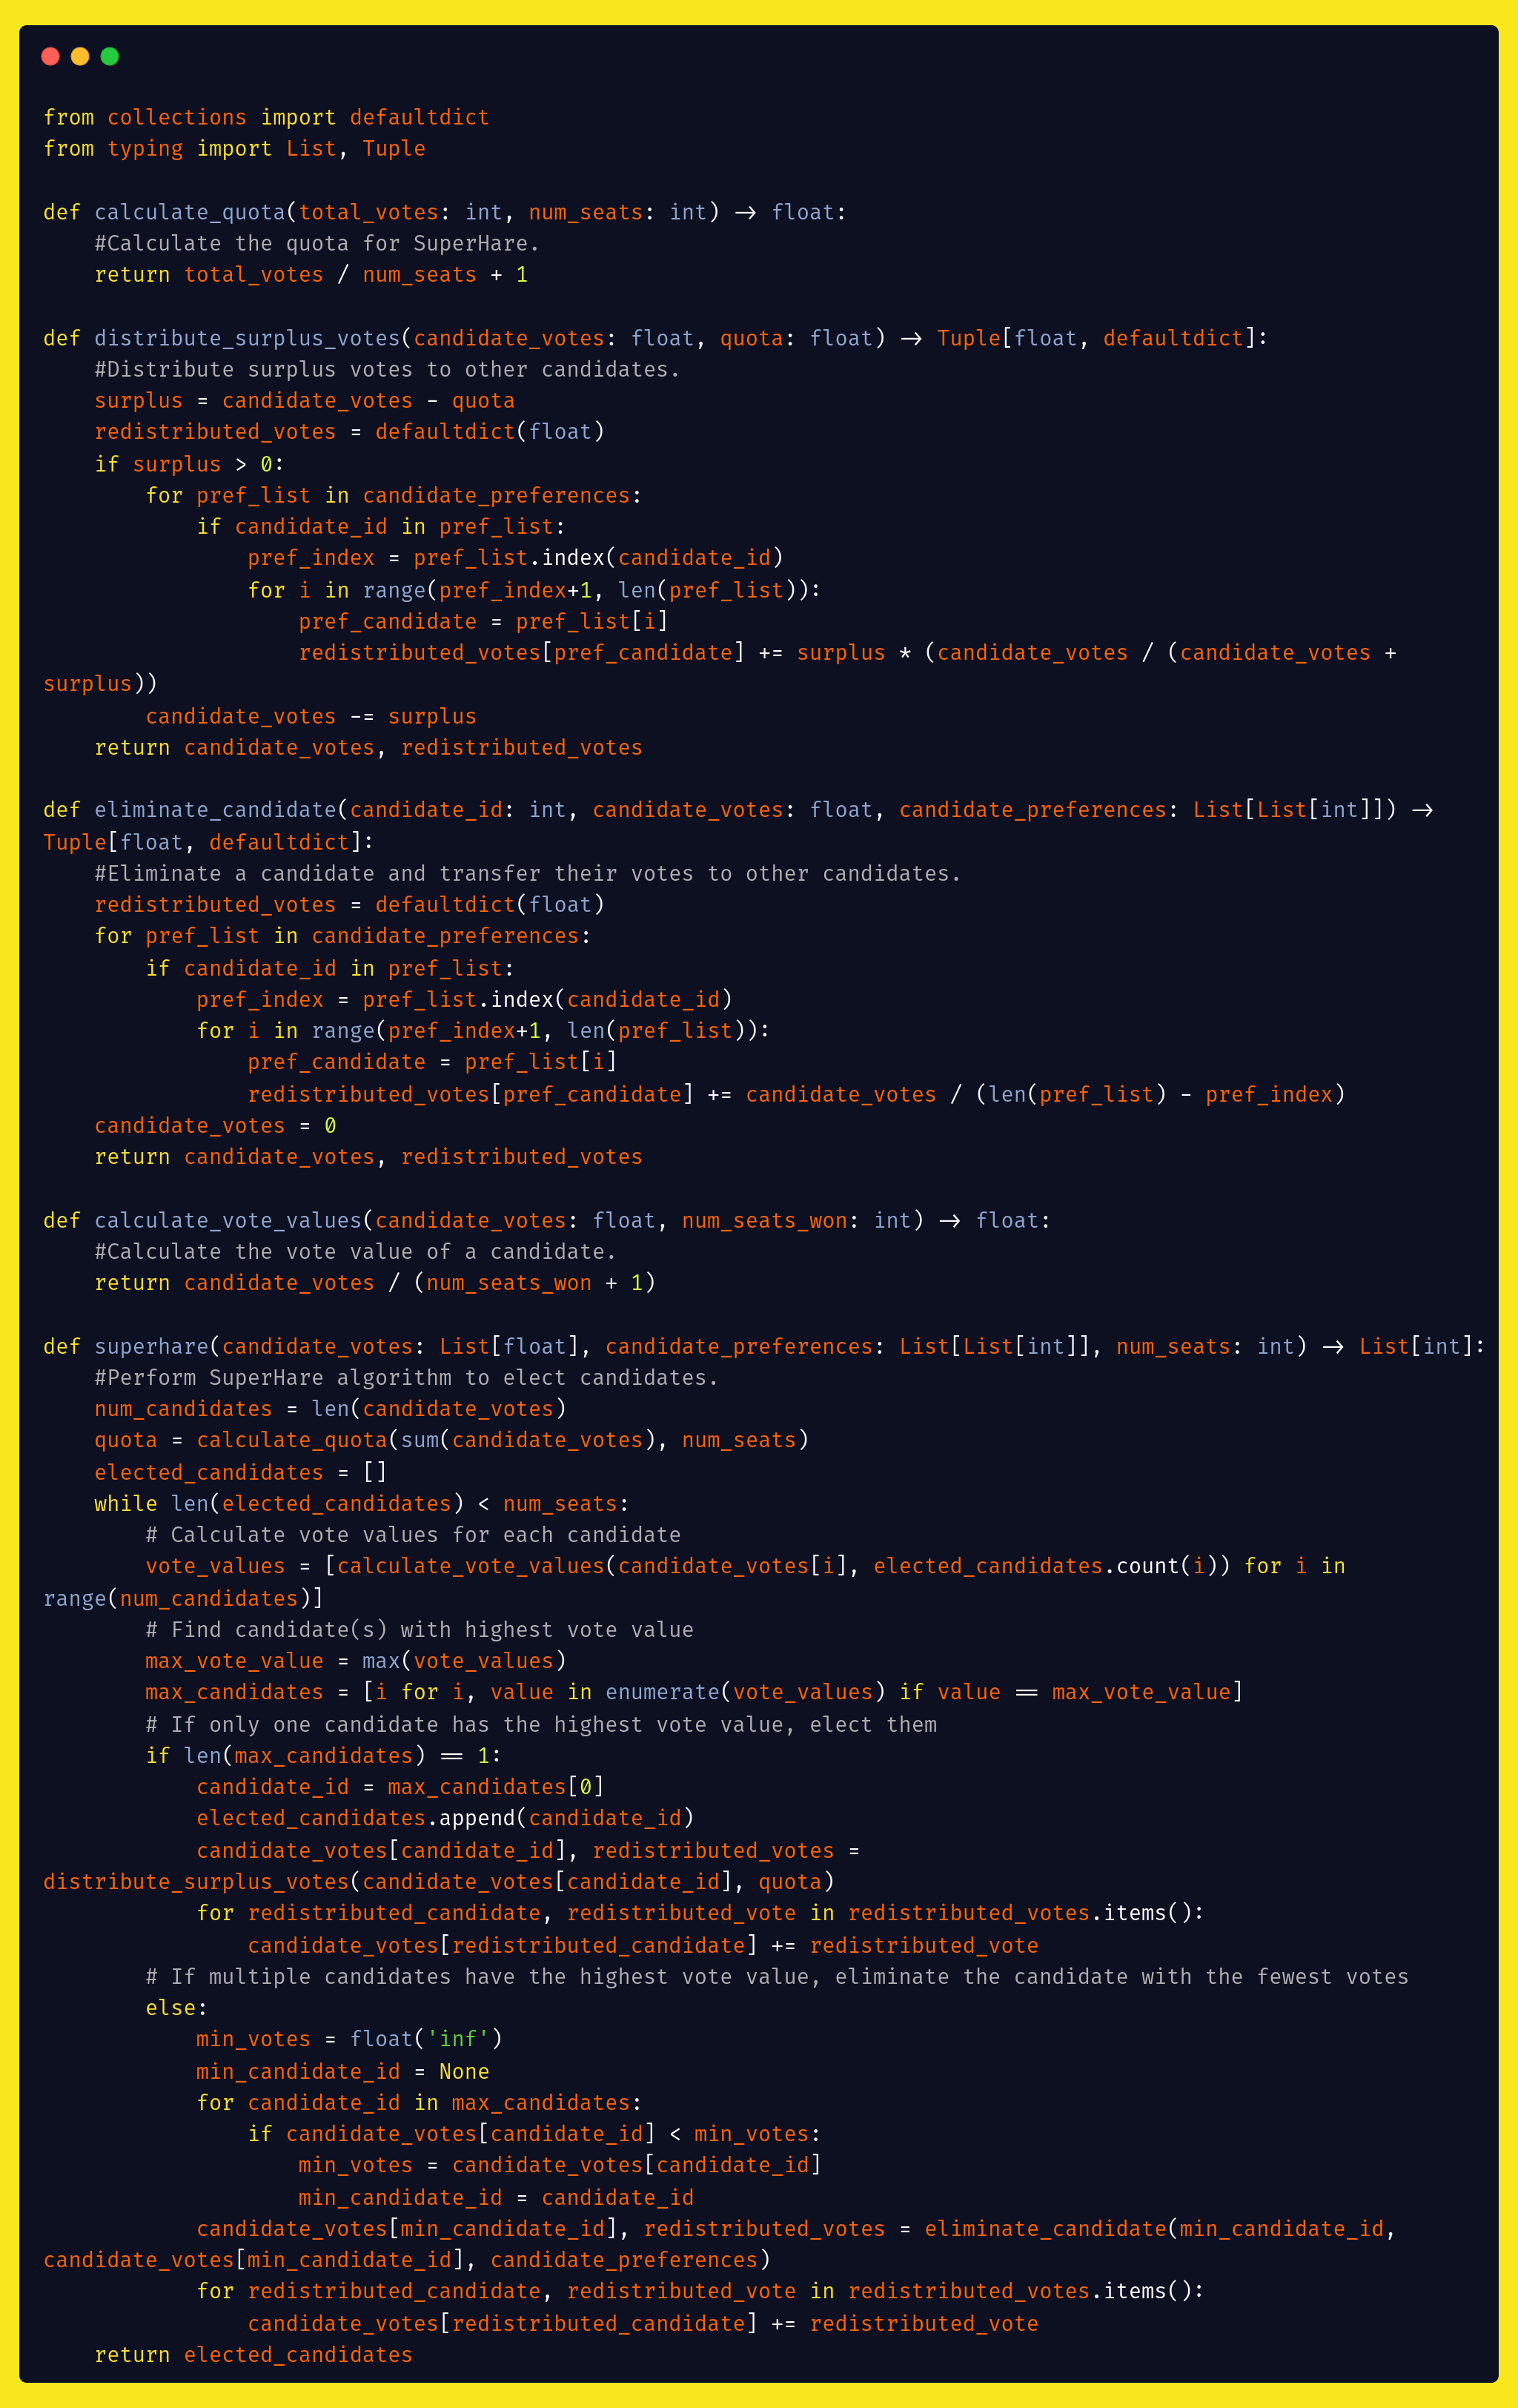 from collections import defaultdict
from typing import List, Tuple

def calculate_quota(total_votes: int, num_seats: int) -> float:
    #Calculate the quota for SuperHare.
    return total_votes / num_seats + 1

def distribute_surplus_votes(candidate_votes: float, quota: float) -> Tuple[float, defaultdict]:
    #Distribute surplus votes to other candidates.
    surplus = candidate_votes - quota
    redistributed_votes = defaultdict(float)
    if surplus > 0:
        for pref_list in candidate_preferences:
            if candidate_id in pref_list:
                pref_index = pref_list.index(candidate_id)
                for i in range(pref_index+1, len(pref_list)):
                    pref_candidate = pref_list[i]
                    redistributed_votes[pref_candidate] += surplus * (candidate_votes / (candidate_votes +
surplus))
        candidate_votes -= surplus
    return candidate_votes, redistributed_votes

def eliminate_candidate(candidate_id: int, candidate_votes: float, candidate_preferences: List[List[int]]) ->
Tuple[float, defaultdict]:
    #Eliminate a candidate and transfer their votes to other candidates.
    redistributed_votes = defaultdict(float)
    for pref_list in candidate_preferences:
        if candidate_id in pref_list:
            pref_index = pref_list.index(candidate_id)
            for i in range(pref_index+1, len(pref_list)):
                pref_candidate = pref_list[i]
                redistributed_votes[pref_candidate] += candidate_votes / (len(pref_list) - pref_index)
    candidate_votes = 0
    return candidate_votes, redistributed_votes

def calculate_vote_values(candidate_votes: float, num_seats_won: int) -> float:
    #Calculate the vote value of a candidate.
    return candidate_votes / (num_seats_won + 1)

def superhare(candidate_votes: List[float], candidate_preferences: List[List[int]], num_seats: int) -> List[int]:
    #Perform SuperHare algorithm to elect candidates.
    num_candidates = len(candidate_votes)
    quota = calculate_quota(sum(candidate_votes), num_seats)
    elected_candidates = []
    while len(elected_candidates) < num_seats:
        # Calculate vote values for each candidate
        vote_values = [calculate_vote_values(candidate_votes[i], elected_candidates.count(i)) for i in
range(num_candidates)]
        # Find candidate(s) with highest vote value
        max_vote_value = max(vote_values)
        max_candidates = [i for i, value in enumerate(vote_values) if value == max_vote_value]
        # If only one candidate has the highest vote value, elect them
        if len(max_candidates) == 1:
            candidate_id = max_candidates[0]
            elected_candidates.append(candidate_id)
            candidate_votes[candidate_id], redistributed_votes =
distribute_surplus_votes(candidate_votes[candidate_id], quota)
            for redistributed_candidate, redistributed_vote in redistributed_votes.items():
                candidate_votes[redistributed_candidate] += redistributed_vote
        # If multiple candidates have the highest vote value, eliminate the candidate with the fewest votes
        else:
            min_votes = float('inf')
            min_candidate_id = None
            for candidate_id in max_candidates:
                if candidate_votes[candidate_id] < min_votes:
                    min_votes = candidate_votes[candidate_id]
                    min_candidate_id = candidate_id
            candidate_votes[min_candidate_id], redistributed_votes = eliminate_candidate(min_candidate_id,
candidate_votes[min_candidate_id], candidate_preferences)
            for redistributed_candidate, redistributed_vote in redistributed_votes.items():
                candidate_votes[redistributed_candidate] += redistributed_vote
    return elected_candidates